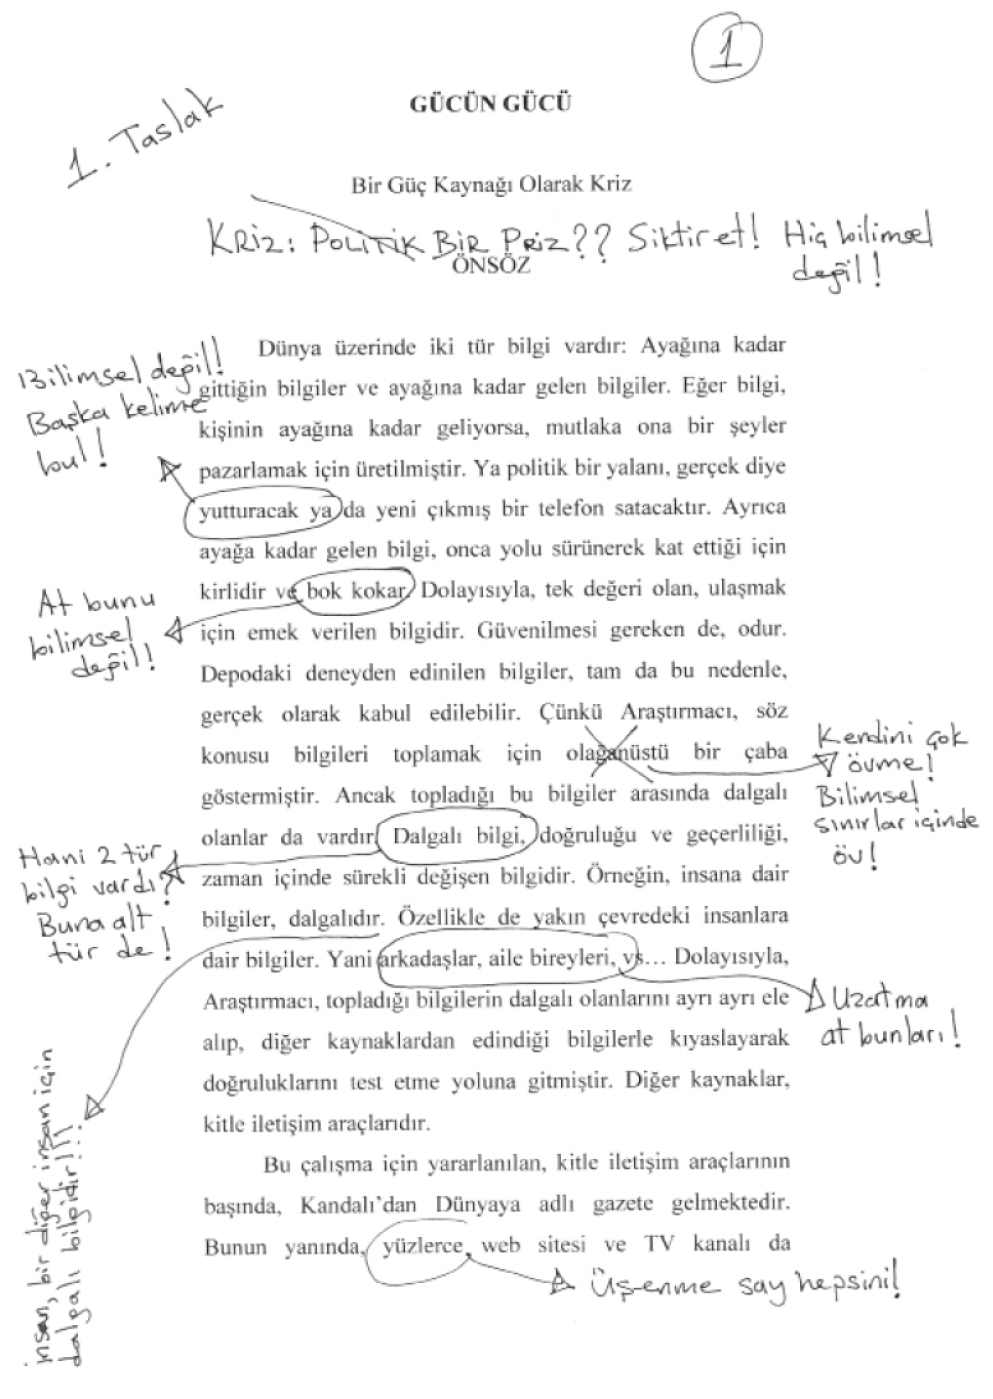 1
GÜCÜN GÜCÜ
1. Taslak
Bir Güç Kaynağı Olarak Kriz
KRİZ: POLİTİK BİR PRİZ?? Siktir et! Hiç bilimsel
değil!
ÖNSÖZ
Bilimsel değil!
Başka kelime
bul!
Dünya üzerinde iki tür bilgi vardır: Ayağına kadar
gittiğin bilgiler ve ayağına kadar gelen bilgiler. Eğer bilgi,
kişinin ayağına kadar geliyorsa, mutlaka ona bir şeyler
pazarlamak için üretilmiştir. Ya politik bir yalanı, gerçek diye
yutturacak ya da yeni çıkmış bir telefon satacaktır. Ayrıca
ayağa kadar gelen bilgi, onca yolu sürünerek kat ettiği için
kirlidir ve bok kokar. Dolayısıyla, tek değeri olan, ulaşmak
için emek verilen bilgidir. Güvenilmesi gereken de, odur.
Depodaki deneyden edinilen bilgiler, tam da bu nedenle,
gerçek olarak kabul edilebilir. Çünkü Araştırmacı, söz
konusu bilgileri toplamak için olağanüstü bir çaba
göstermiştir. Ancak topladığı bu bilgiler arasında dalgalı
olanlar da vardır. Dalgalı bilgi, doğruluğu ve geçerliliği,
zaman içinde sürekli değişen bilgidir. Örneğin, insana dair
bilgiler, dalgalıdır. Özellikle de yakın çevredeki insanlara
dair bilgiler. Yani arkadaşlar, aile bireyleri, vs... Dolayısıyla,
Araştırmacı, topladığı bilgilerin dalgalı olanlarını ayrı ayrı ele
alıp, diğer kaynaklardan edindiği bilgilerle kıyaslayarak
doğruluklarını test etme yoluna gitmiştir. Diğer kaynaklar,
kitle iletişim araçlarıdır.
Bu çalışma için yararlanılan, kitle iletişim araçlarının
başında, Kandalı'dan Dünyaya adlı gazete gelmektedir.
Bunun yanında, yüzlerce web sitesi ve TV kanalı da
At bunu
bilimsel
değil!
Kendini çok
övme!
Bilimsel
sınırlar içinde
öv!
Hani 2 tür
bilgi vardı?
Buna alt
tür de!
Uzatma
at bunları!
insan, bir diğer insan için
dalgalı bilgidir!!!
Üşenme say hepsini!